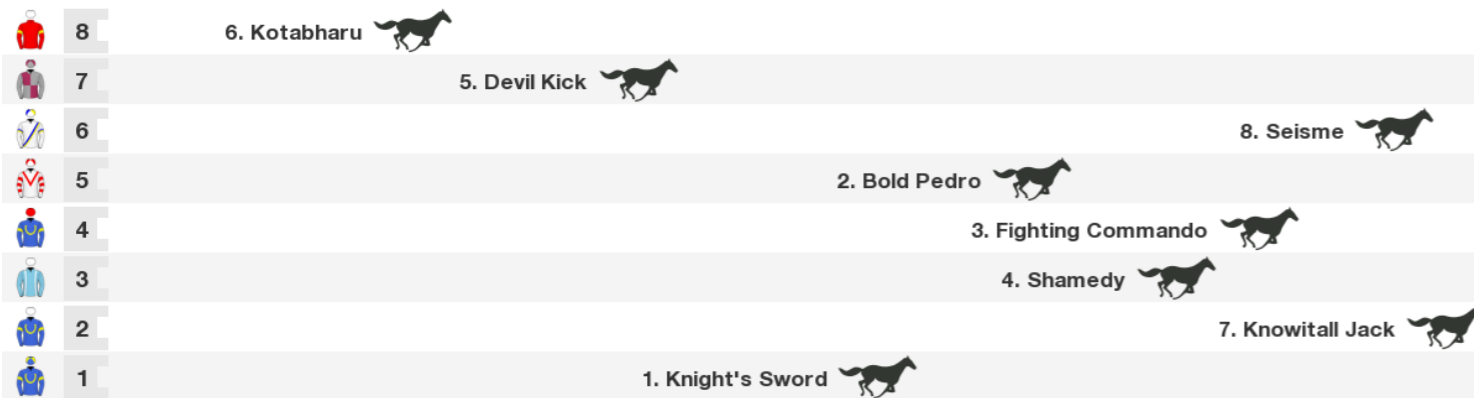 8 6. Kotabharu
7 5. Devil Kick
6 8. Seisme
5 2. Bold Pedro
4 3. Fighting Commando
3 4. Shamedy
2 7. Knowitall Jack
1 1. Knight's Sword